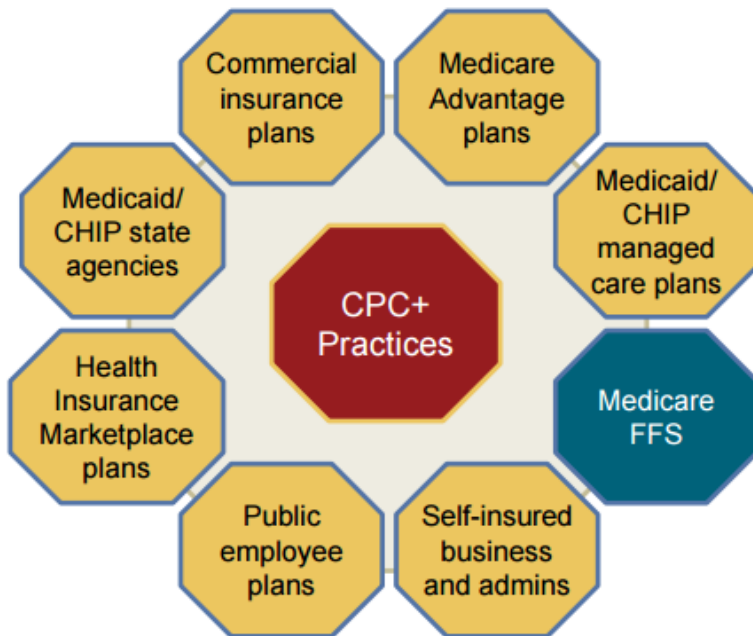 Commercial
insurance
plans
Medicare
Advantage
plans
Medicaid/
CHIP state
agencies
Medicaid/
CHIP
managed
care plans
CPC+
Practices
Health
Insurance
Marketplace
plans
Medicare
FFS
Public
employee
plans
Self-insured
business
and admins